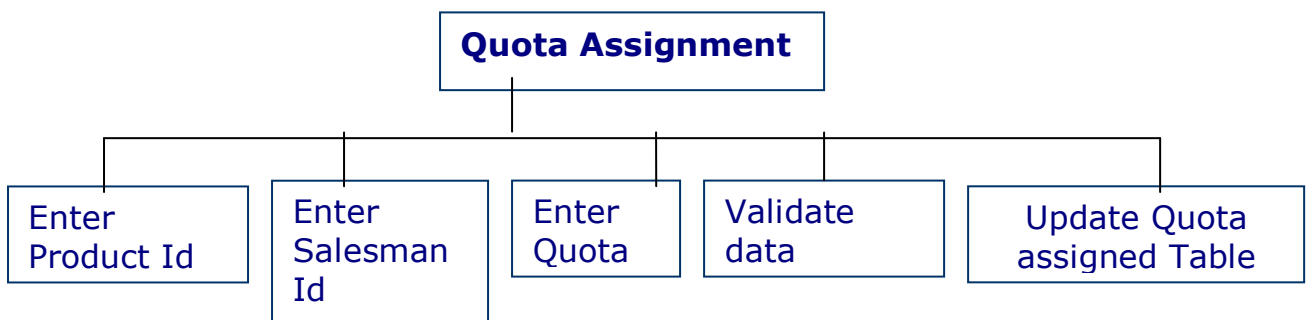 Quota Assignment
Enter
Product Id
Enter
Salesman
Id
Enter
Quota
Validate
data
Update Quota
assigned Table